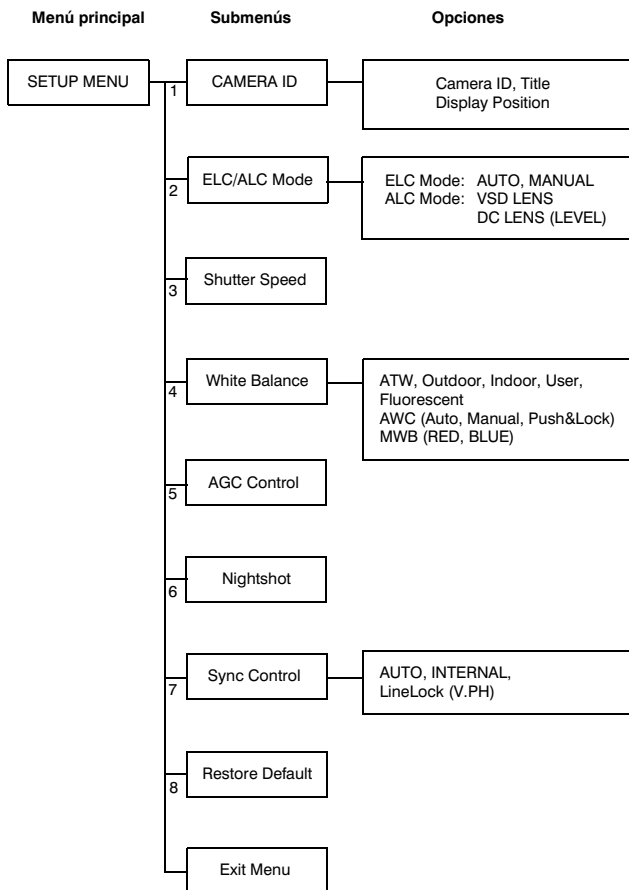 Menú principal
Submenús
Opciones
SETUP MENU
1
CAMERA ID
Camera ID, Title
Display Position
2
ELC/ALC Mode
ELC Mode: AUTO, MANUAL
ALC Mode: VSD LENS
DC LENS (LEVEL)
3
Shutter Speed
4
White Balance
ATW, Outdoor, Indoor, User,
Fluorescent
AWC (Auto, Manual, Push&Lock)
MWB (RED, BLUE)
5
AGC Control
6
Nightshot
7
Sync Control
AUTO, INTERNAL,
LineLock (V.PH)
8
Restore Default
Exit Menu